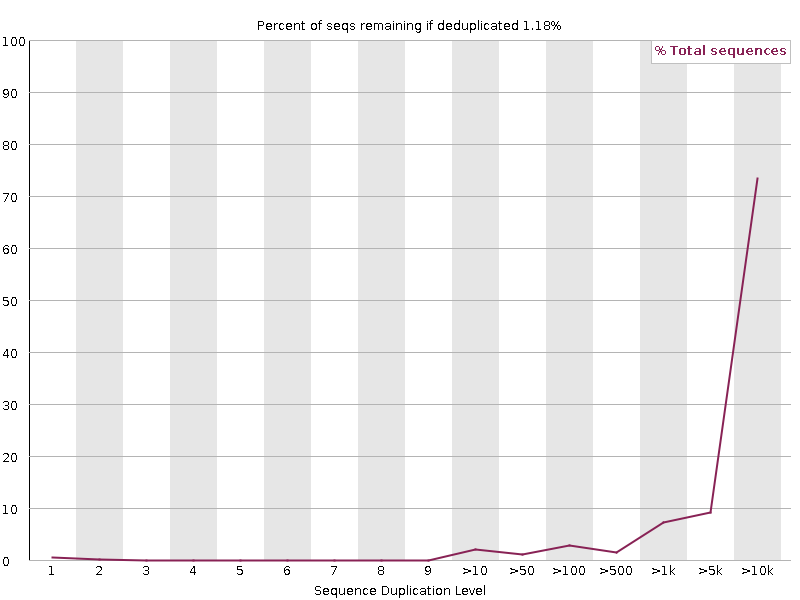 Percent of seqs remaining if deduplicated 1.18%
% Total sequences
100
90
80
70
60
50
40
30
20
10
0
1 2 3 4 5 6 7 8 9 >10 >50 >100 >500 >1k >5k >10k
Sequence Duplication Level